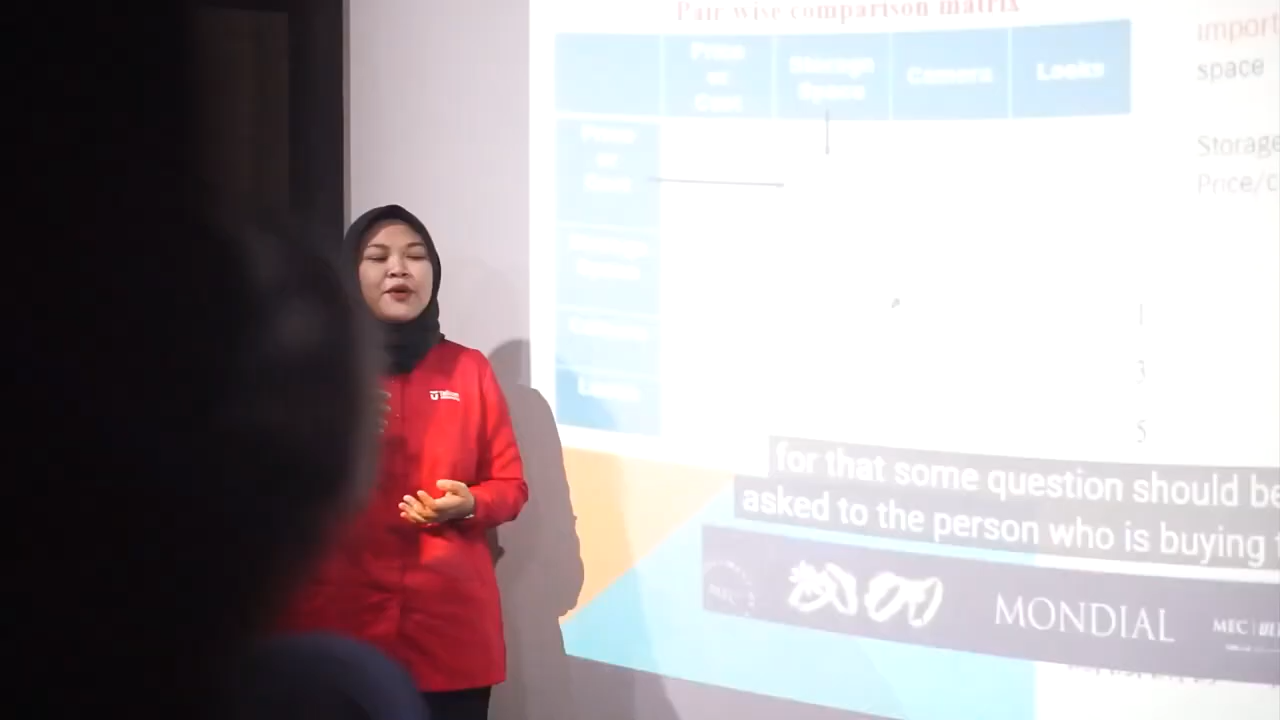 Pair wise comparison matrix
Price
or
Cost
Storage
Space
Camera
Looks
Price
or
Cost
Storage
Space
Camera
Looks
import
space
Storage
Price/c
1
3
5
for that some question should be
asked to the person who is buying
MONDIAL
MEC